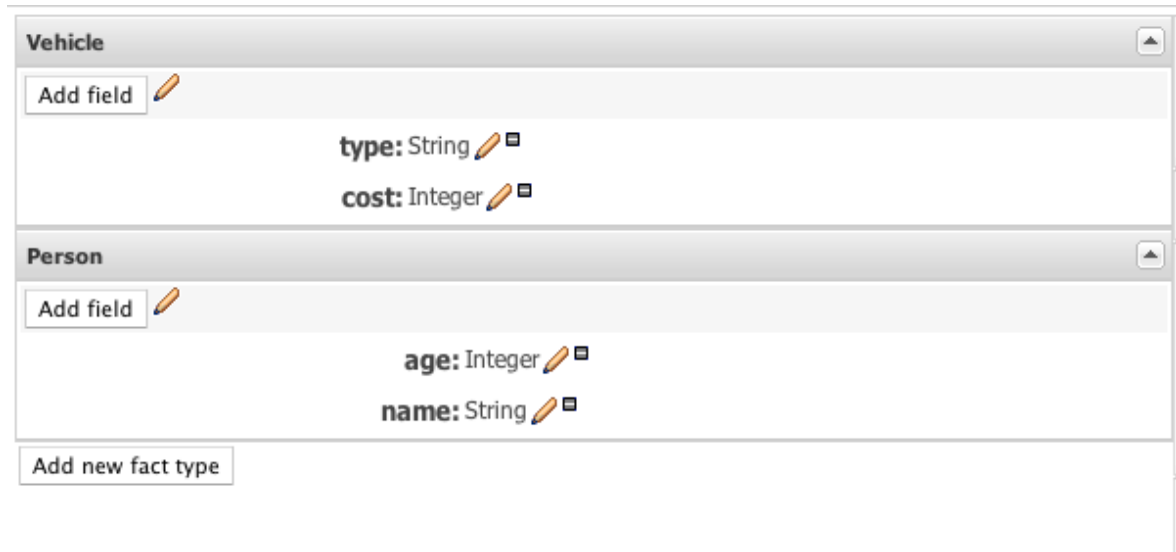 Vehicle
Add field
type: String
cost: Integer
Person
Add field
age: Integer
name: String
Add new fact type